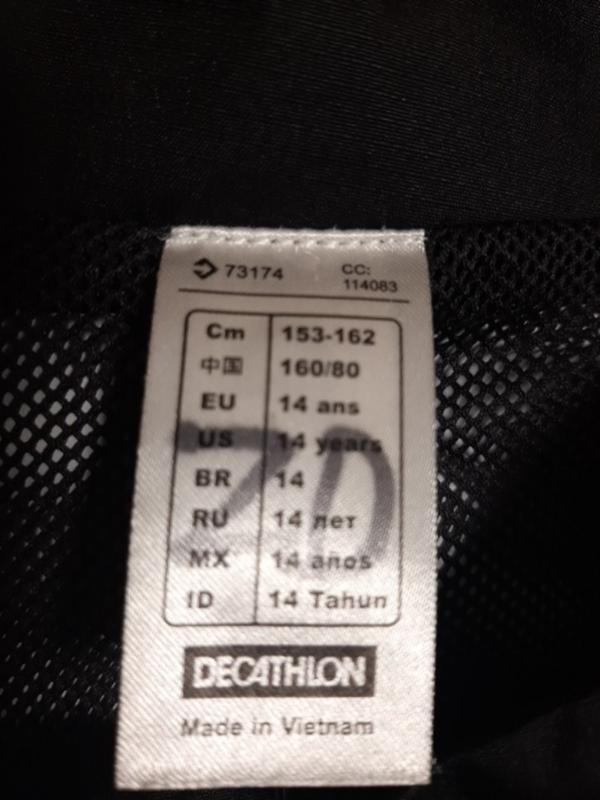 73174 CC:
114083
Cm 153-162
中国 160/80
EU 14 ans
US 14 years
BR 14
RU 14 лет
MX 14 años
ID 14 Tahun
DECATHLON
Made in Vietnam